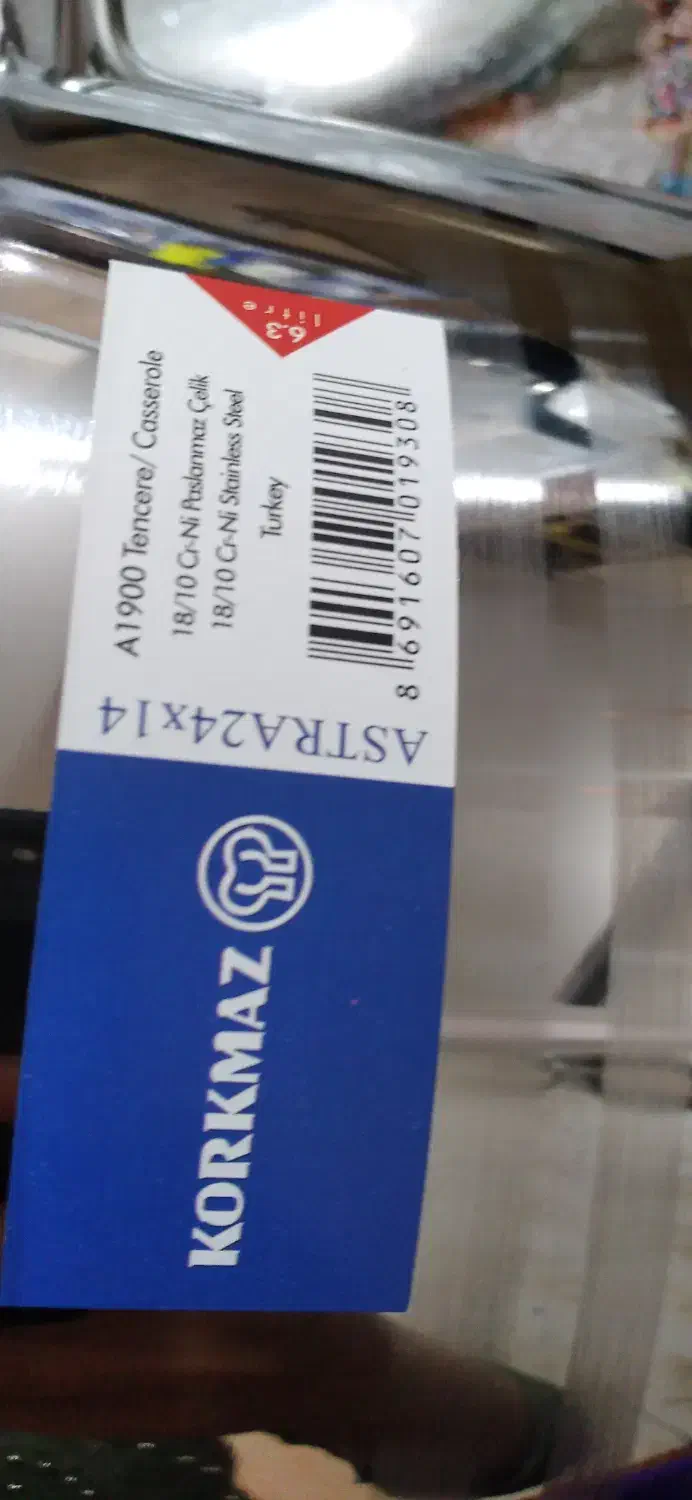 KORKMAZ
ASTRA24x14
A1900 Tencere/ Casserole
18/10 Cr-Ni Paslanmaz Çelik
18/10 Cr-Ni Stainless Steel
Turkey
8 691607 019308
6.3